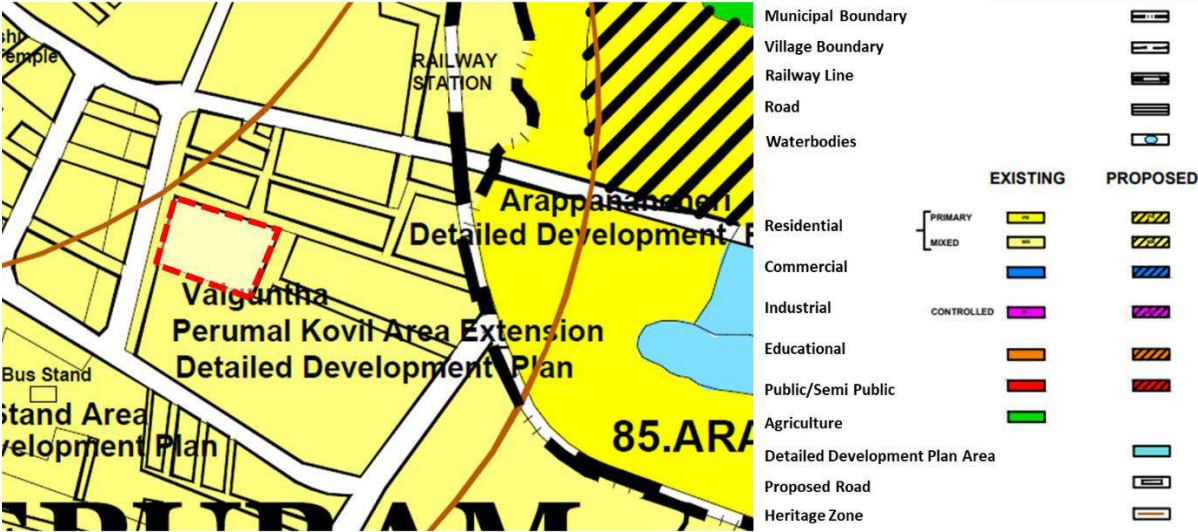 RAILWAY
STATION
Arappanancheri
Detailed Development
Vaiguntha
Perumal Kovil Area Extension
Detailed Development Plan
Bus Stand
Stand Area
Plan
85.ARA
Municipal Boundary
Village Boundary
Railway Line
Road
Waterbodies
EXISTING PROPOSED
Residential
PRIMARY
MIXED
Commercial
Industrial CONTROLLED
Educational
Public/Semi Public
Agriculture
Detailed Development Plan Area
Proposed Road
Heritage Zone